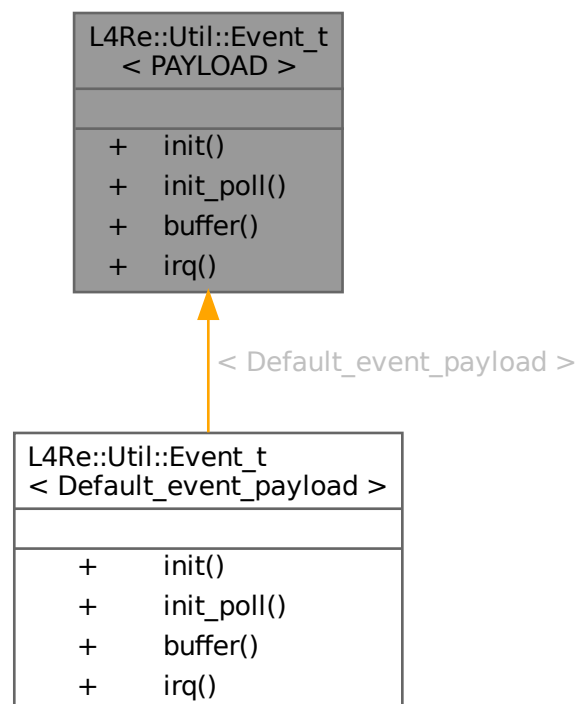 L4Re::Util::Event_t
< PAYLOAD >
+ init()
+ init_poll()
+ buffer()
+ irq()
< Default_event_payload >
L4Re::Util::Event_t
< Default_event_payload >
+ init()
+ init_poll()
+ buffer()
+ irq()